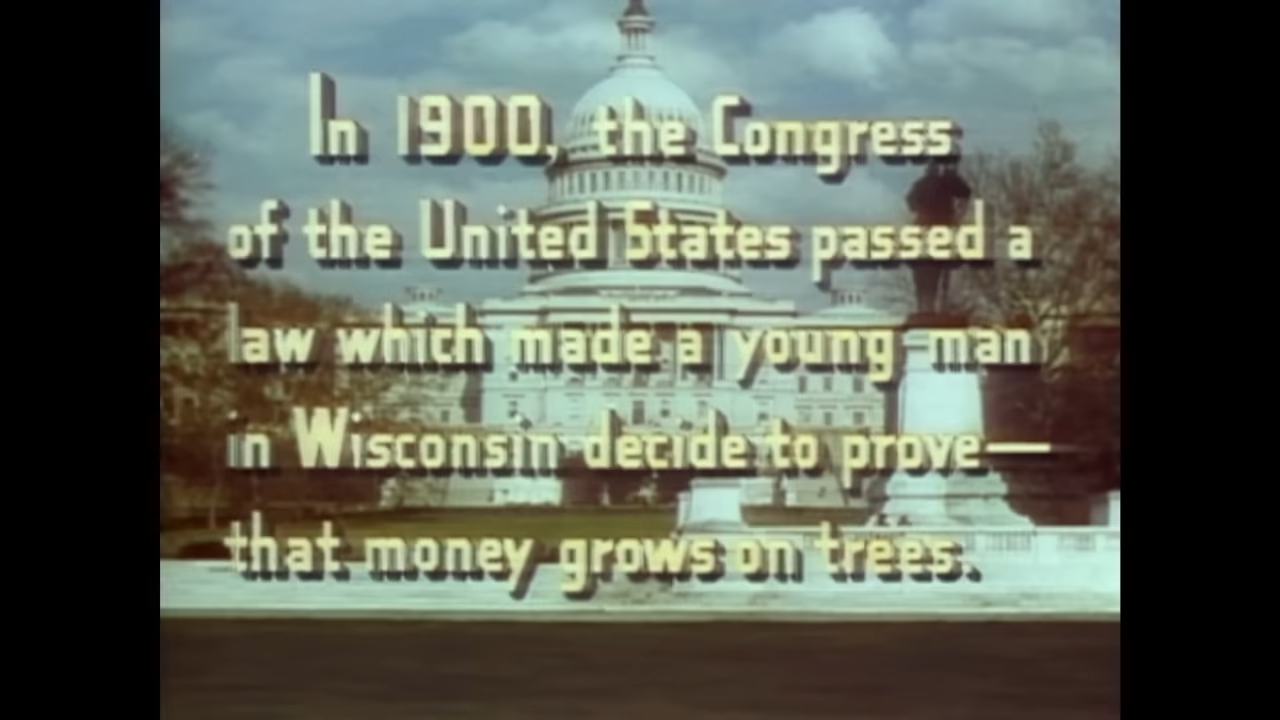 In 1900, the Congress
of the United States passed a
law which made a young man
in Wisconsin decide to prove—
that money grows on trees.